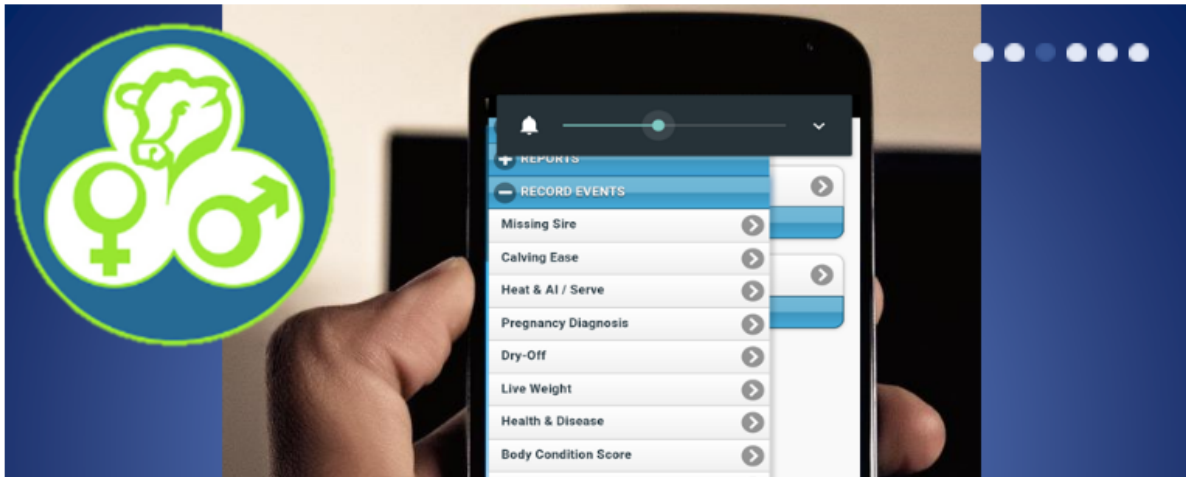 REPORTS
RECORD EVENTS
Missing Sire
Calving Ease
Heat & AI / Serve
Pregnancy Diagnosis
Dry-Off
Live Weight
Health & Disease
Body Condition Score